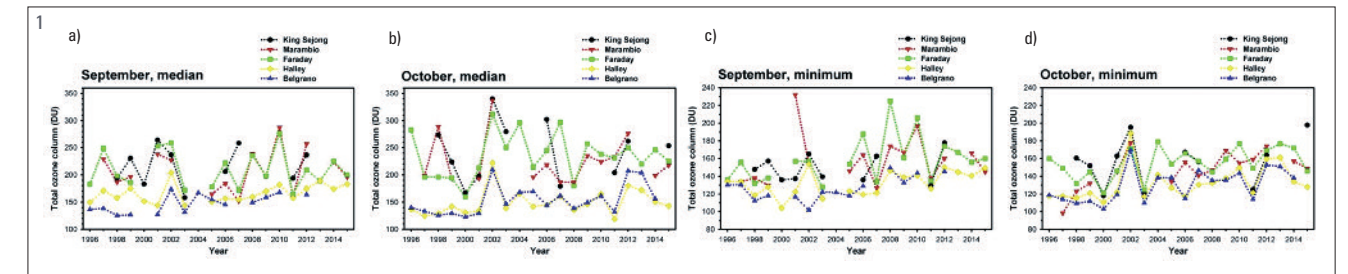 1
a)
King Sejong
Marambio
Faraday
Halley
Belgrano
September, median
Total ozone column (DU)
350
300
250
200
150
100
1996 1998 2000 2002 2004 2006 2008 2010 2012 2014
Year
b)
King Sejong
Marambio
Faraday
Halley
Belgrano
October, median
Total ozone column (DU)
350
300
250
200
150
100
1996 1998 2000 2002 2004 2006 2008 2010 2012 2014
Year
c)
King Sejong
Marambio
Faraday
Halley
Belgrano
September, minimum
Total ozone column (DU)
240
220
200
180
160
140
120
100
80
1996 1998 2000 2002 2004 2006 2008 2010 2012 2014
Year
d)
King Sejong
Marambio
Faraday
Halley
Belgrano
October, minimum
Total ozone column (DU)
240
220
200
180
160
140
120
100
80
1996 1998 2000 2002 2004 2006 2008 2010 2012 2014
Year